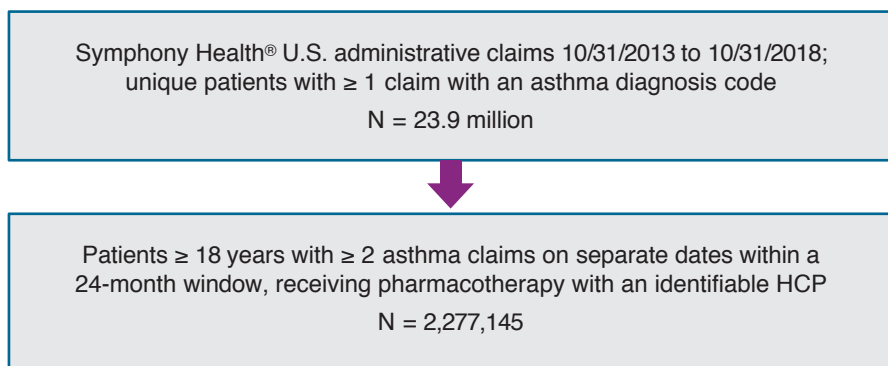 Symphony Health® U.S. administrative claims 10/31/2013 to 10/31/2018;
unique patients with ≥ 1 claim with an asthma diagnosis code
N = 23.9 million
Patients ≥ 18 years with ≥ 2 asthma claims on separate dates within a
24-month window, receiving pharmacotherapy with an identifiable HCP
N = 2,277,145